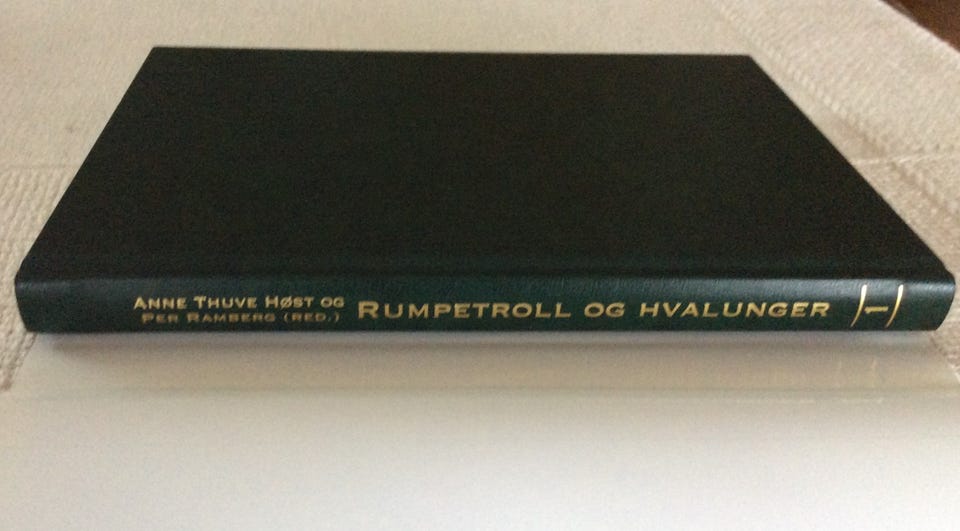 Anne Thuve Høst og
Per Ramberg (red.)
Rumpetroll og hvalunger
1